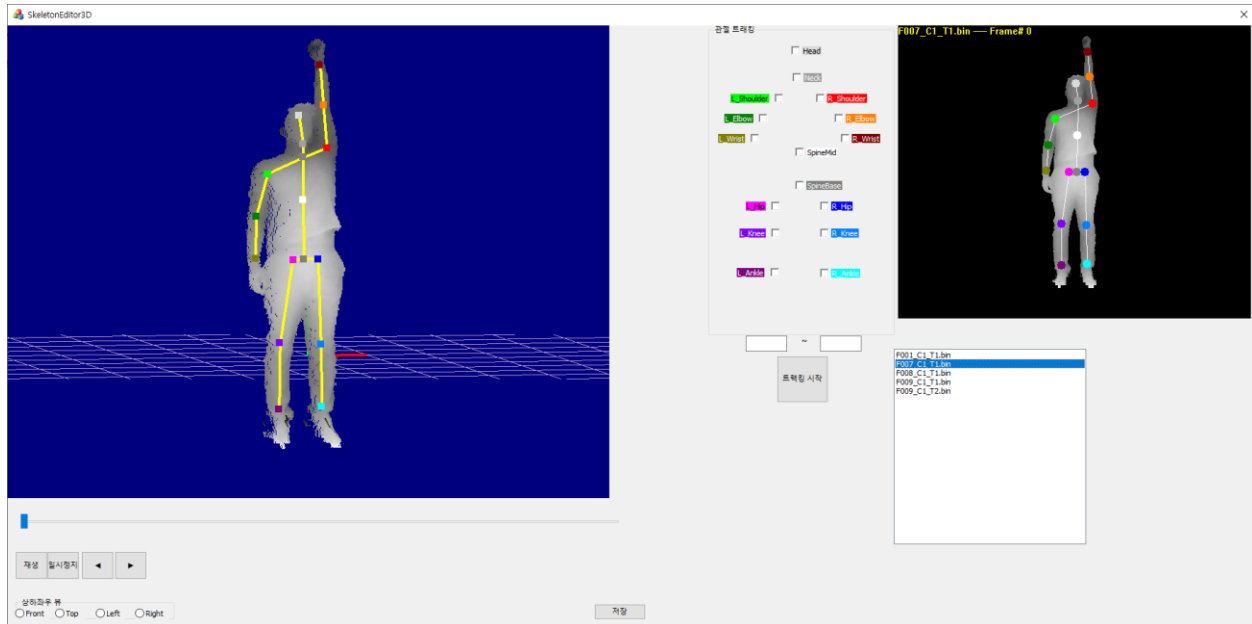 SkeletonEditor3D
관절 트래킹
Head
Neck
L_Shoulder R_Shoulder
L_Elbow R_Elbow
L_Wrist R_Wrist
SpineMid
SpineBase
L_Hip R_Hip
L_Knee R_Knee
L_Ankle R_Ankle
~
트랙킹 시작
F007_C1_T1.bin ── Frame# 0
F001_C1_T1.bin
F007_C1_T1.bin
F008_C1_T1.bin
F009_C1_T1.bin
F009_C1_T2.bin
재생 일시정지 ◄ ►
상하좌우 뷰
Front Top Left Right
저장